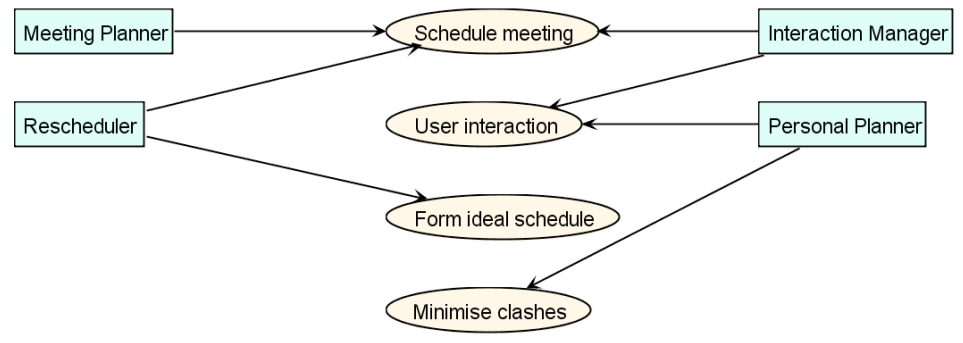 Meeting Planner
Schedule meeting
Interaction Manager
Rescheduler
User interaction
Personal Planner
Form ideal schedule
Minimise clashes